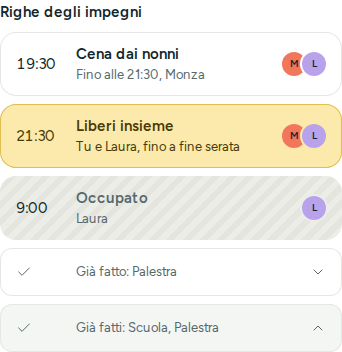 Righe degli impegni
19:30
Cena dai nonni
M L
Fino alle 21:30, Monza
21:30
Liberi insieme
M L
Tu e Laura, fino a fine serata
9:00
Occupato
L
Laura
Già fatto: Palestra
Già fatti: Scuola, Palestra